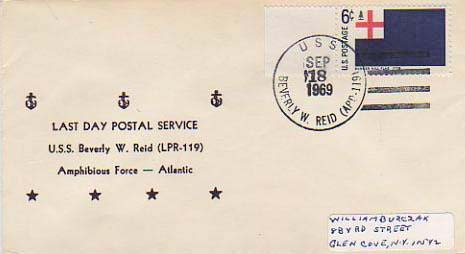 6¢
U.S. POSTAGE
USS
SEP
18
1969
BEVERLY W. REID (APR-119)
LAST DAY POSTAL SERVICE
U.S.S. Beverly W. Reid (LPR-119)
Amphibious Force — Atlantic
WILLIAM BURCZAK
STREET
GLEN COVE, N.Y.